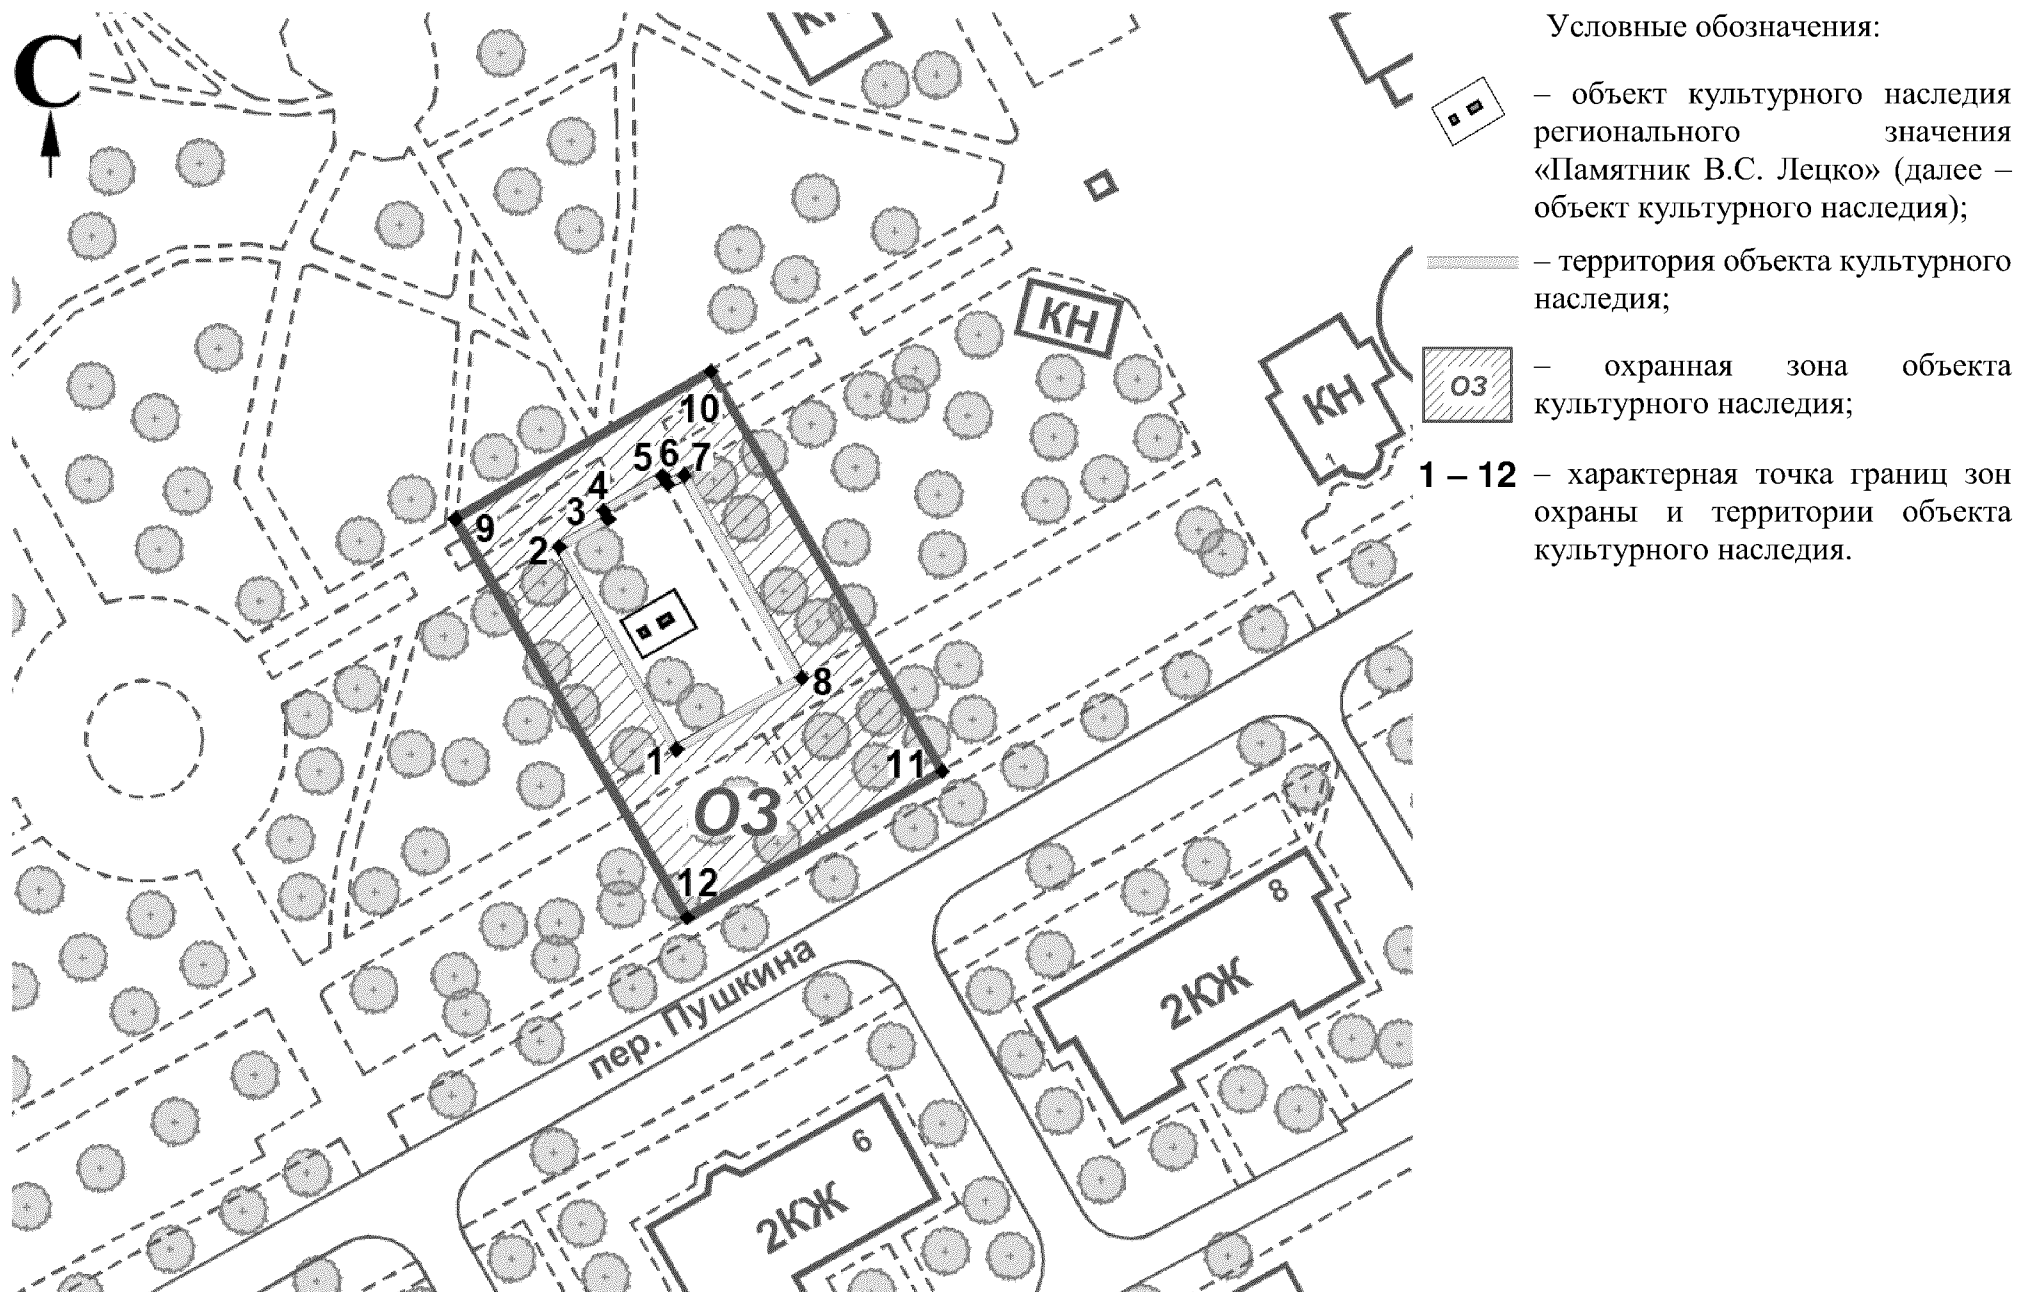 С
КН
Условные обозначения:
– объект культурного наследия
регионального значения
«Памятник В.С. Лецко» (далее –
объект культурного наследия);
– территория объекта культурного
наследия;
ОЗ
– охранная зона объекта
культурного наследия;
1 – 12
– характерная точка границ зон
охраны и территории объекта
культурного наследия.
КН
КН
10
5
6
7
4
3
9
2
8
1
11
ОЗ
12
пер. Пушкина
8
2КЖ
6
2КЖ